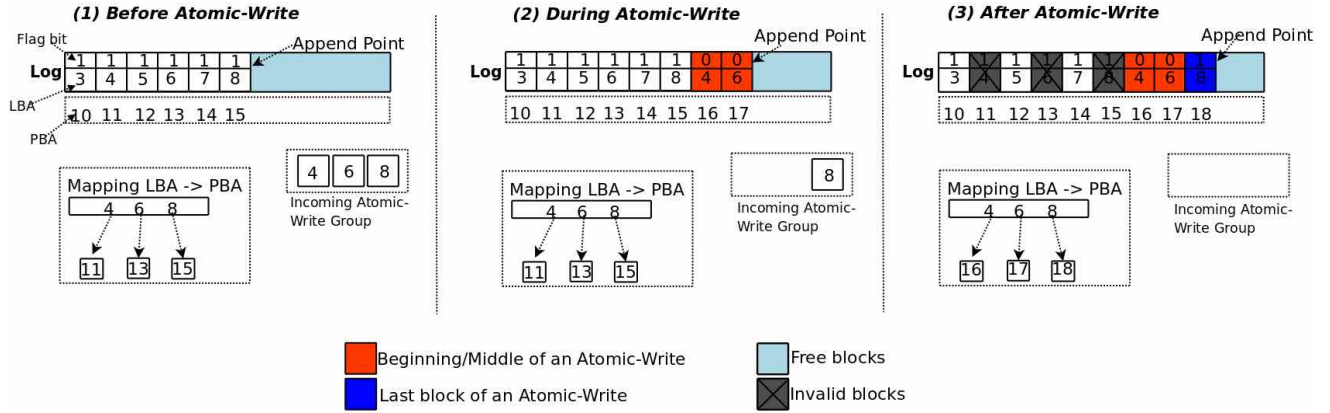 (1) Before Atomic-Write
Flag bit
Append Point
Log
1 1 1 1 1 1
3 4 5 6 7 8
LBA
10 11 12 13 14 15
PBA
Mapping LBA -> PBA
4 6 8
11 13 15
4 6 8
Incoming Atomic-
Write Group
(2) During Atomic-Write
Append Point
Log
1 1 1 1 1 1 0 0
3 4 5 6 7 8 4 6
10 11 12 13 14 15 16 17
Mapping LBA -> PBA
4 6 8
11 13 15
8
Incoming Atomic-
Write Group
(3) After Atomic-Write
Append Point
Log
1 1 1 1 1 1 0 0 1
3 4 5 6 7 8 4 6 8
10 11 12 13 14 15 16 17 18
Mapping LBA -> PBA
4 6 8
16 17 18
Incoming Atomic-
Write Group
Beginning/Middle of an Atomic-Write
Last block of an Atomic-Write
Free blocks
Invalid blocks